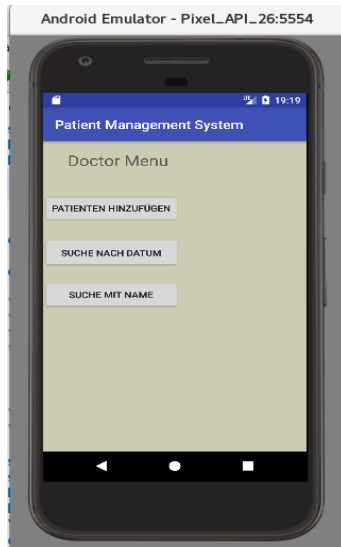 Android Emulator - Pixel_API_26:5554
19:19
Patient Management System
Doctor Menu
PATIENTEN HINZUFÜGEN
SUCHE NACH DATUM
SUCHE MIT NAME